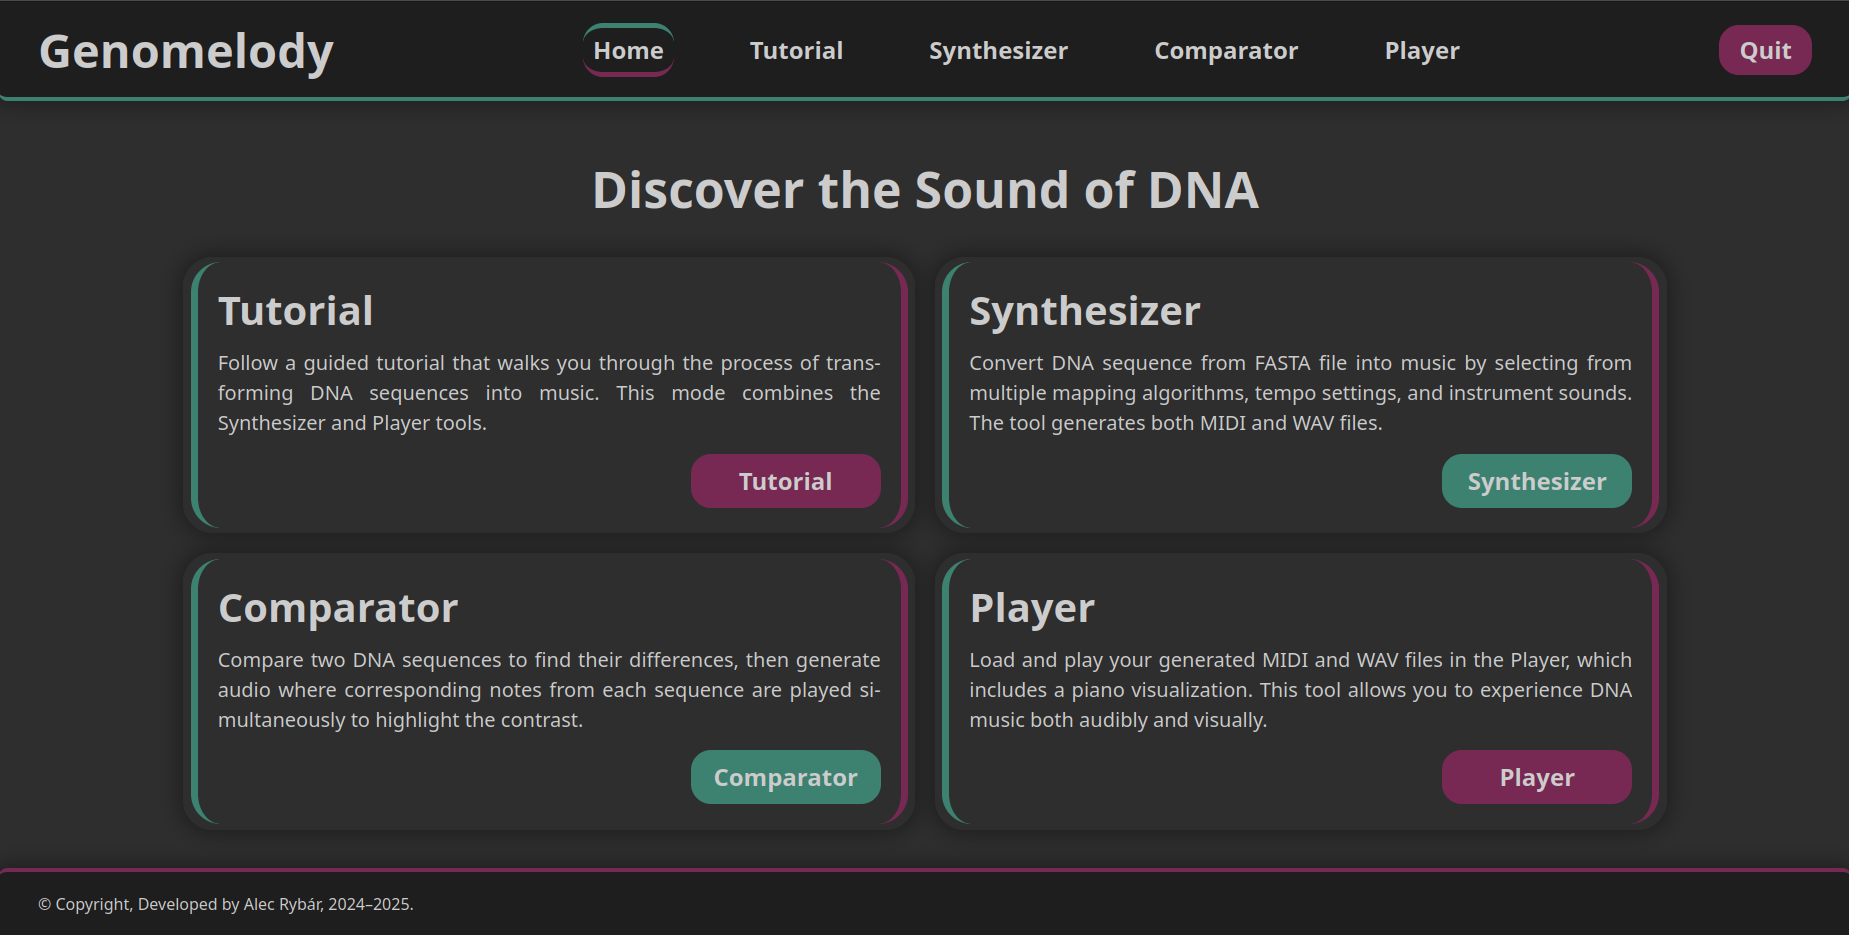 Genomelody
Home
Tutorial
Synthesizer
Comparator
Player
Quit
Discover the Sound of DNA
Tutorial
Follow a guided tutorial that walks you through the process of trans-
forming DNA sequences into music. This mode combines the
Synthesizer and Player tools.
Tutorial
Synthesizer
Convert DNA sequence from FASTA file into music by selecting from
multiple mapping algorithms, tempo settings, and instrument sounds.
The tool generates both MIDI and WAV files.
Synthesizer
Comparator
Compare two DNA sequences to find their differences, then generate
audio where corresponding notes from each sequence are played si-
multaneously to highlight the contrast.
Comparator
Player
Load and play your generated MIDI and WAV files in the Player, which
includes a piano visualization. This tool allows you to experience DNA
music both audibly and visually.
Player
© Copyright, Developed by Alec Rybár, 2024–2025.